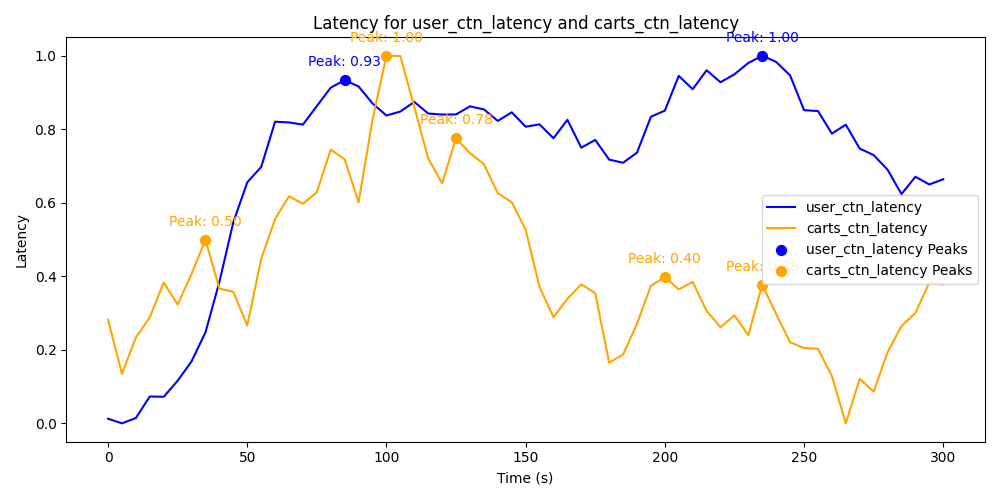 Latency for user_ctn_latency and carts_ctn_latency
Peak: 1.00
Peak: 1.00
Peak: 0.93
Peak: 0.78
Peak: 0.50
Peak: 0.40
Latency
1.0
0.8
0.6
0.4
0.2
0.0
user_ctn_latency
carts_ctn_latency
user_ctn_latency Peaks
carts_ctn_latency Peaks
0
50
100
150
200
250
300
Time (s)